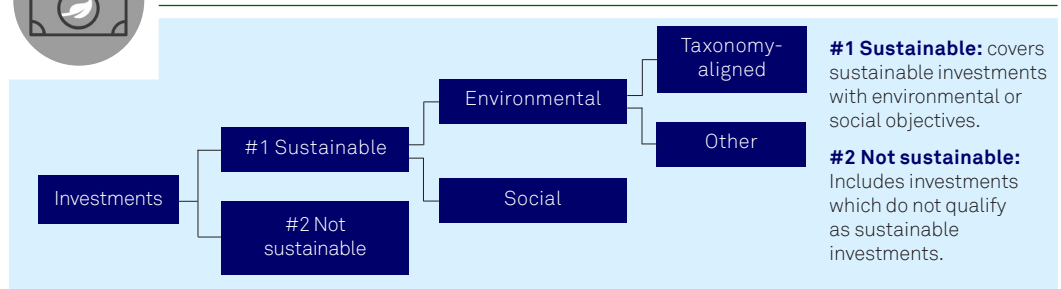 Investments
#1 Sustainable
#2 Not
sustainable
Environmental
Social
Taxonomy-
aligned
Other
#1 Sustainable: covers
sustainable investments
with environmental or
social objectives.
#2 Not sustainable:
Includes investments
which do not qualify
as sustainable
investments.